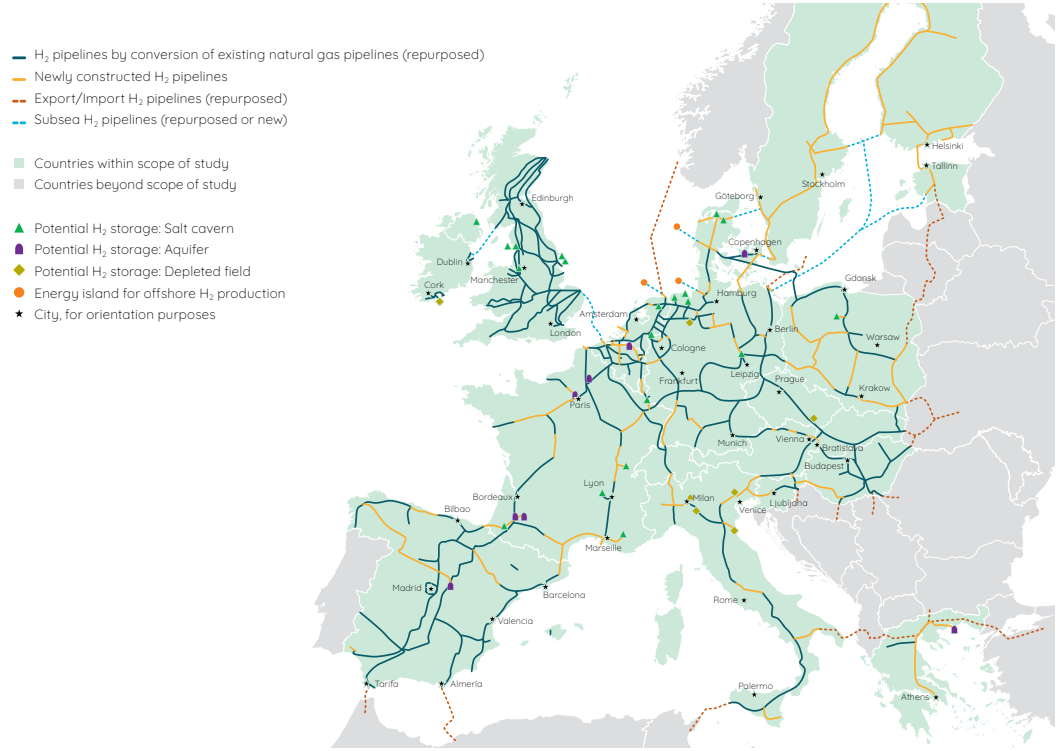 H₂ pipelines by conversion of existing natural gas pipelines (repurposed)
Newly constructed H₂ pipelines
Export/Import H₂ pipelines (repurposed)
Subsea H₂ pipelines (repurposed or new)
Countries within scope of study
Countries beyond scope of study
Potential H₂ storage: Salt cavern
Potential H₂ storage: Aquifer
Potential H₂ storage: Depleted field
Energy island for offshore H₂ production
City, for orientation purposes
Helsinki
Tallinn
Stockholm
Göteborg
Edinburgh
Copenhagen
Dublin
Manchester
Cork
Gdansk
Hamburg
Amsterdam
London
Berlin
Warsaw
Cologne
Leipzig
Frankfurt
Prague
Krakow
Paris
Munich
Vienna
Bratislava
Budapest
Lyon
Bordeaux
Milan
Venice
Ljubljana
Bilbao
Marseille
Madrid
Barcelona
Rome
Valencia
Tarifa
Almeria
Palermo
Athens